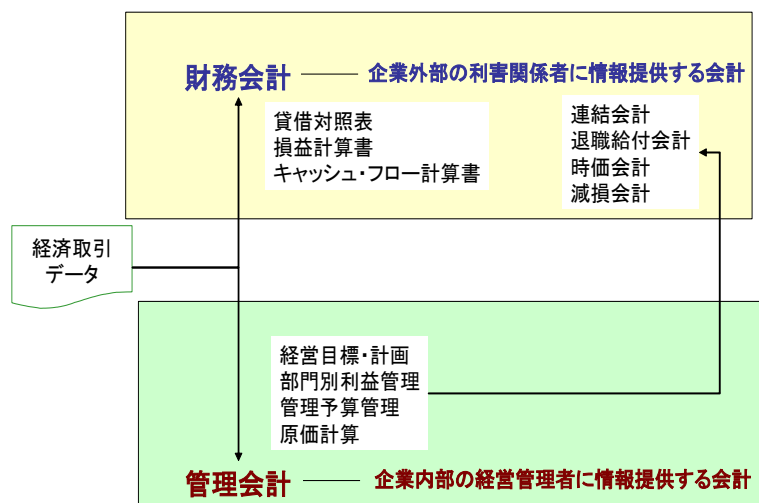 財務会計
企業外部の利害関係者に情報提供する会計
貸借対照表
損益計算書
キャッシュ・フロー計算書
連結会計
退職給付会計
時価会計
減損会計
経済取引
データ
経営目標・計画
部門別利益管理
管理予算管理
原価計算
管理会計
企業内部の経営管理者に情報提供する会計